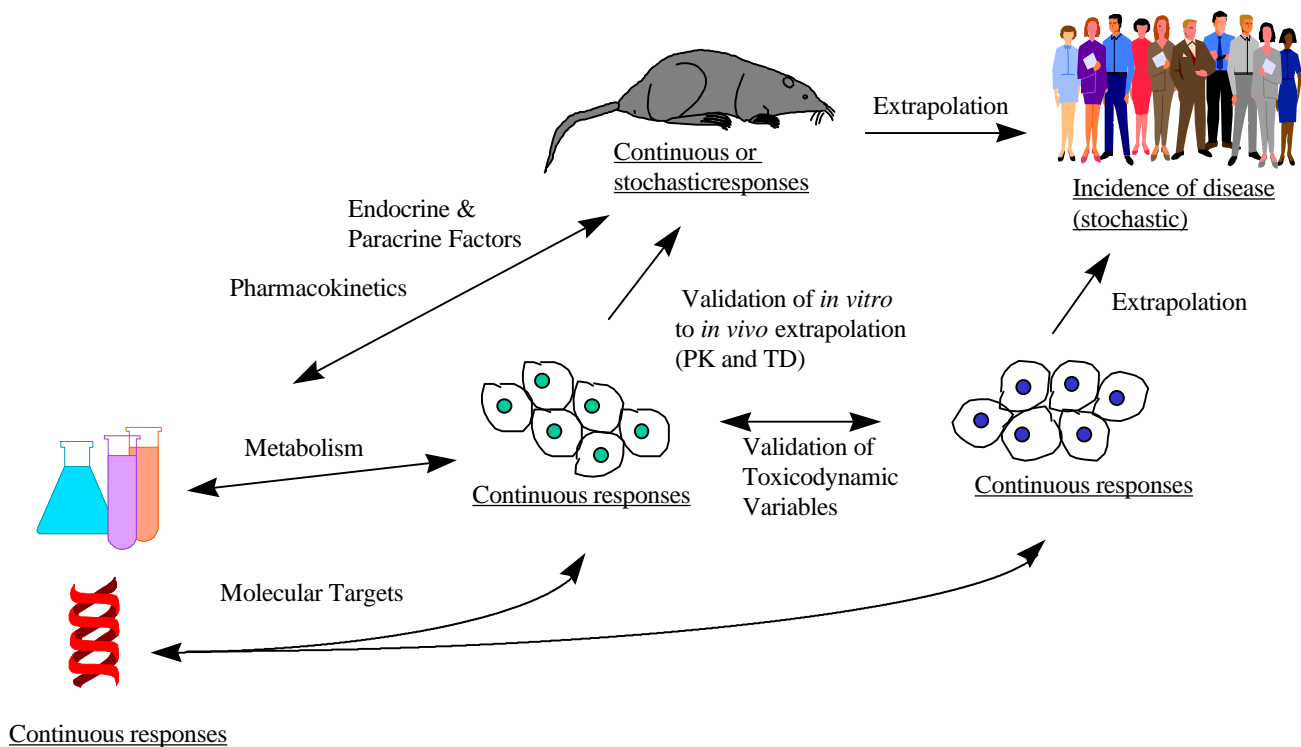 Extrapolation
Continuous or
stochasticresponses
Incidence of disease
(stochastic)
Endocrine &
Paracrine Factors
Pharmacokinetics
Validation of in vitro
to in vivo extrapolation
(PK and TD)
Extrapolation
Metabolism
Continuous responses
Validation of
Toxicodynamic
Variables
Continuous responses
Molecular Targets
Continuous responses